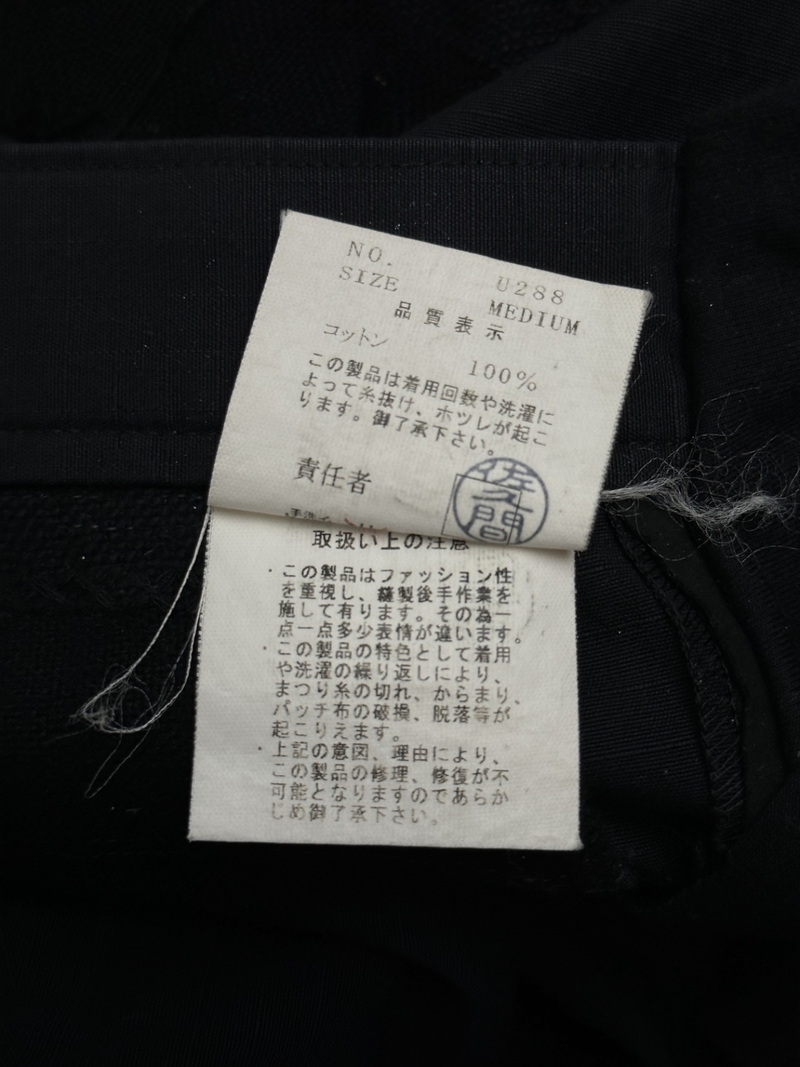 NO. U288
SIZE MEDIUM
品質表示
コットン 100%
この製品は着用回数や洗濯に
よって糸抜け、ホツレが起こ
ります。御了承下さい。
責任者 佐久間
取扱い上の注意
・この製品はファッション性
を重視し、縫製後手作業を
施して有ります。その為一
点一点多少表情が違います。
・この製品の特色として着用
や洗濯の繰り返しにより、
まつり糸の切れ、からまり、
パッチ布の破損、脱落等が
起こりえます。
・上記の意図、理由により、
この製品の修理、修復が不
可能となりますのであらか
じめ御了承下さい。